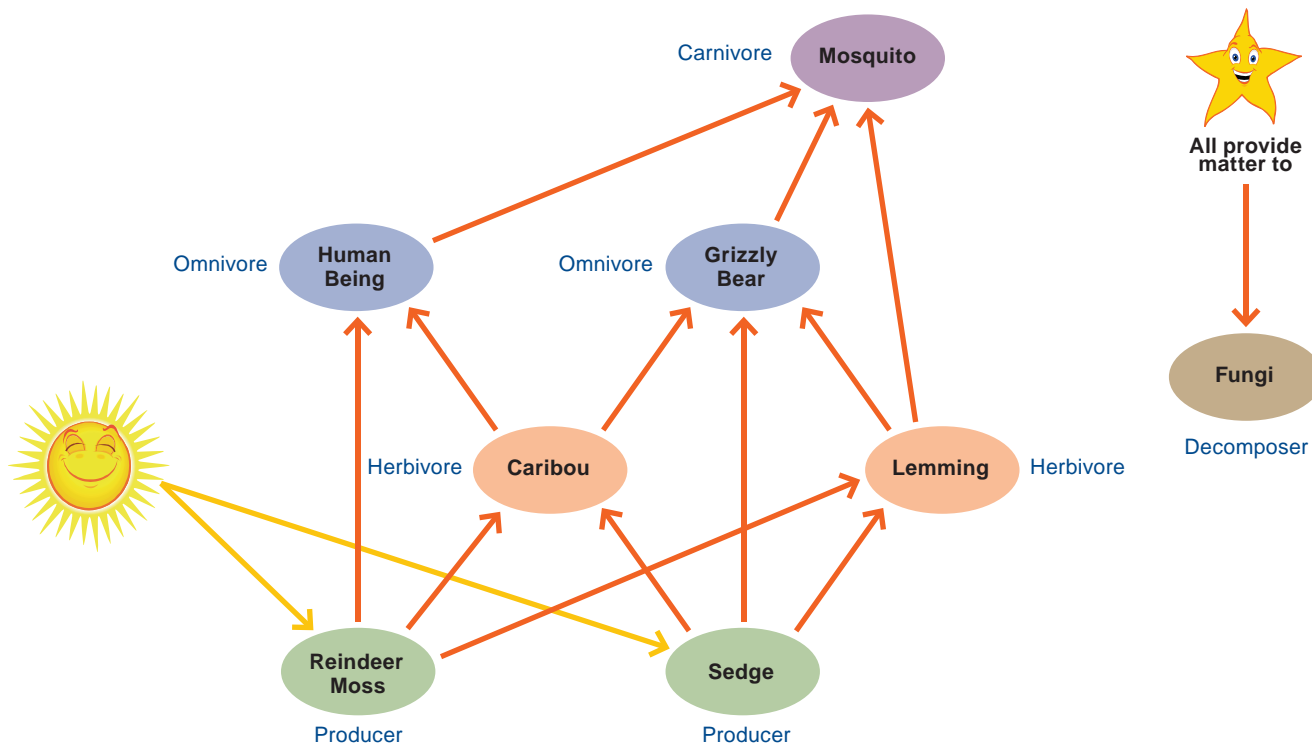 Carnivore
Mosquito
All provide
matter to
Omnivore
Human
Being
Omnivore
Grizzly
Bear
Fungi
Decomposer
Herbivore
Caribou
Lemming
Herbivore
Reindeer
Moss
Sedge
Producer
Producer